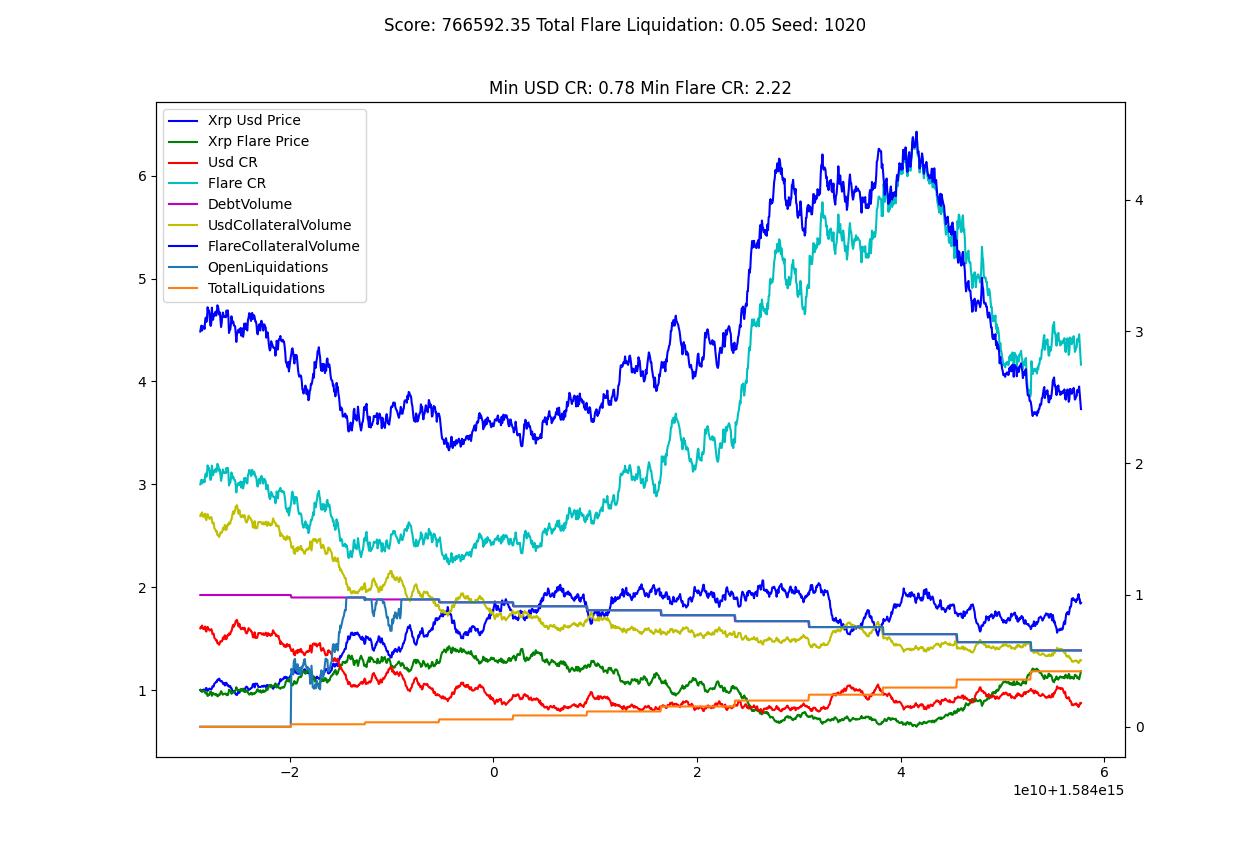 Score: 766592.35 Total Flare Liquidation: 0.05 Seed: 1020
Min USD CR: 0.78 Min Flare CR: 2.22
Xrp Usd Price
Xrp Flare Price
Usd CR
Flare CR
DebtVolume
UsdCollateralVolume
FlareCollateralVolume
OpenLiquidations
TotalLiquidations
6
5
4
3
2
1
4
3
2
1
0
−2
0
2
4
6
1e10+1.584e15